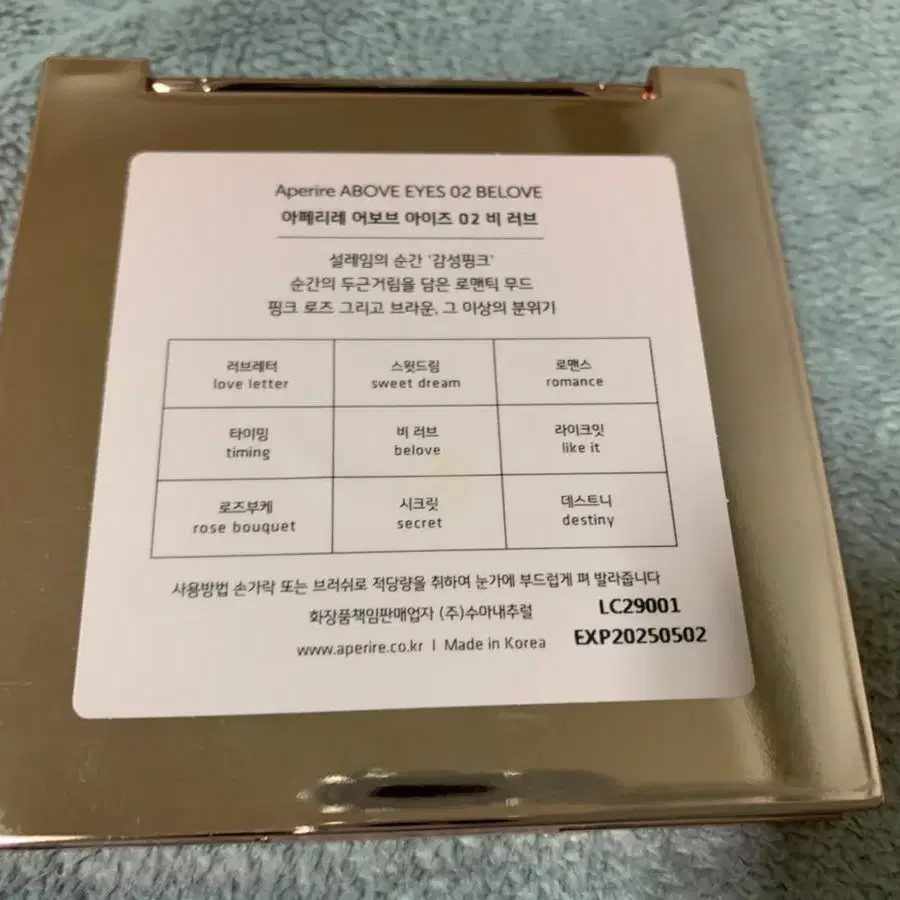 Aperire ABOVE EYES 02 BELOVE
아페리레 어보브 아이즈 02 비 러브
설레임의 순간 '감성핑크'
순간의 두근거림을 담은 로맨틱 무드
핑크 로즈 그리고 브라운, 그 이상의 분위기
러브레터
love letter
스윗드림
sweet dream
로맨스
romance
타이밍
timing
비 러브
belove
라이크잇
like it
로즈부케
rose bouquet
시크릿
secret
데스트니
destiny
사용방법 손가락 또는 브러쉬로 적당량을 취하여 눈가에 부드럽게 펴 발라줍니다
화장품책임판매업자 (주)수아내추럴
LC29001
www.aperire.co.kr | Made in Korea
EXP20250502